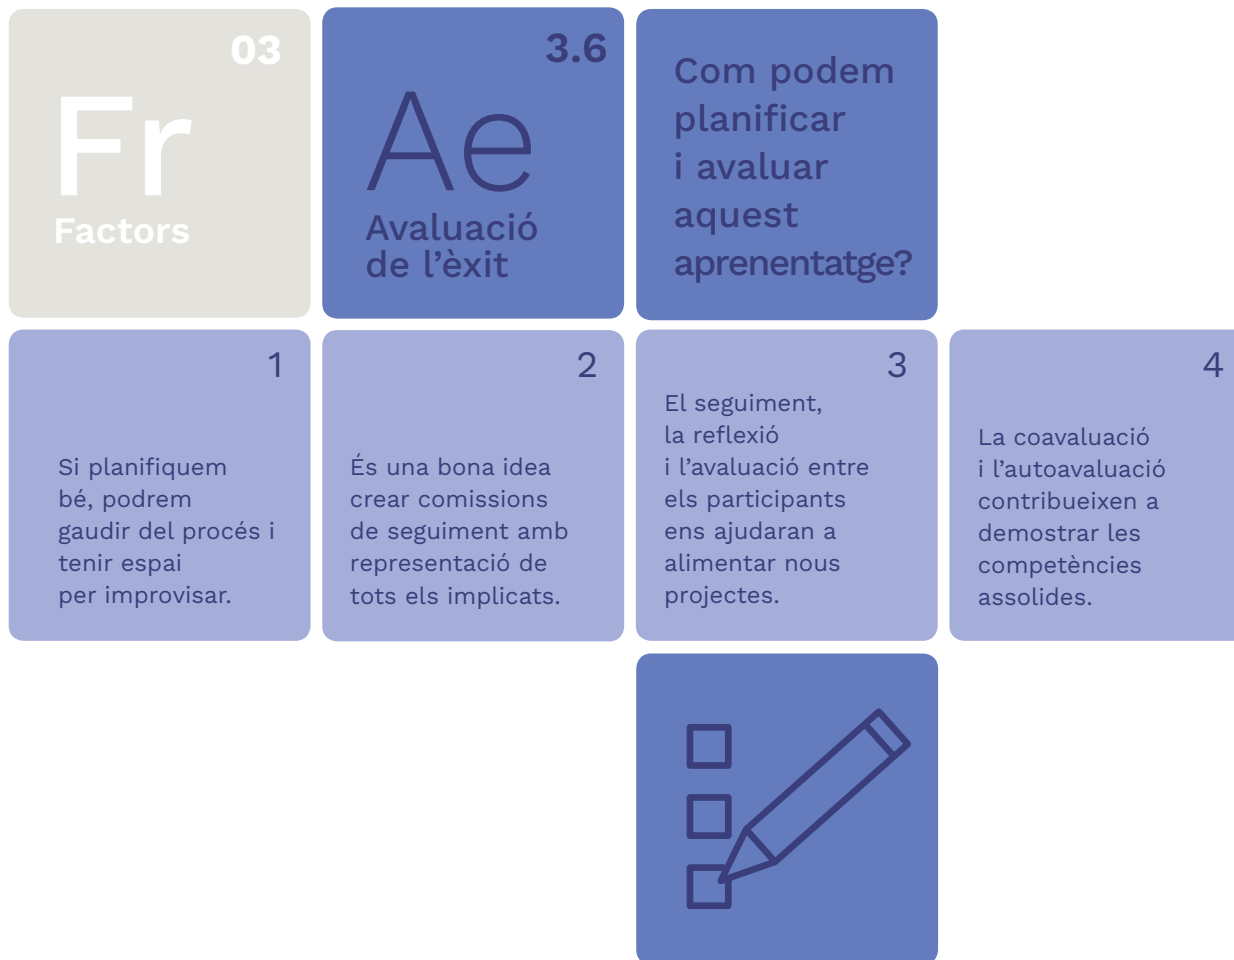 03
Fr
Factors
3.6
Ae
Avaluació
de l’èxit
Com podem
planificar
i avaluar
aquest
aprenentatge?
1
Si planifiquem
bé, podrem
gaudir del procés i
tenir espai
per improvisar.
2
És una bona idea
crear comissions
de seguiment amb
representació de
tots els implicats.
3
El seguiment,
la reflexió
i l’avaluació entre
els participants
ens ajudaran a
alimentar nous
projectes.
4
La coavaluació
i l’autoavaluació
contribueixen a
demostrar les
competències
assolides.